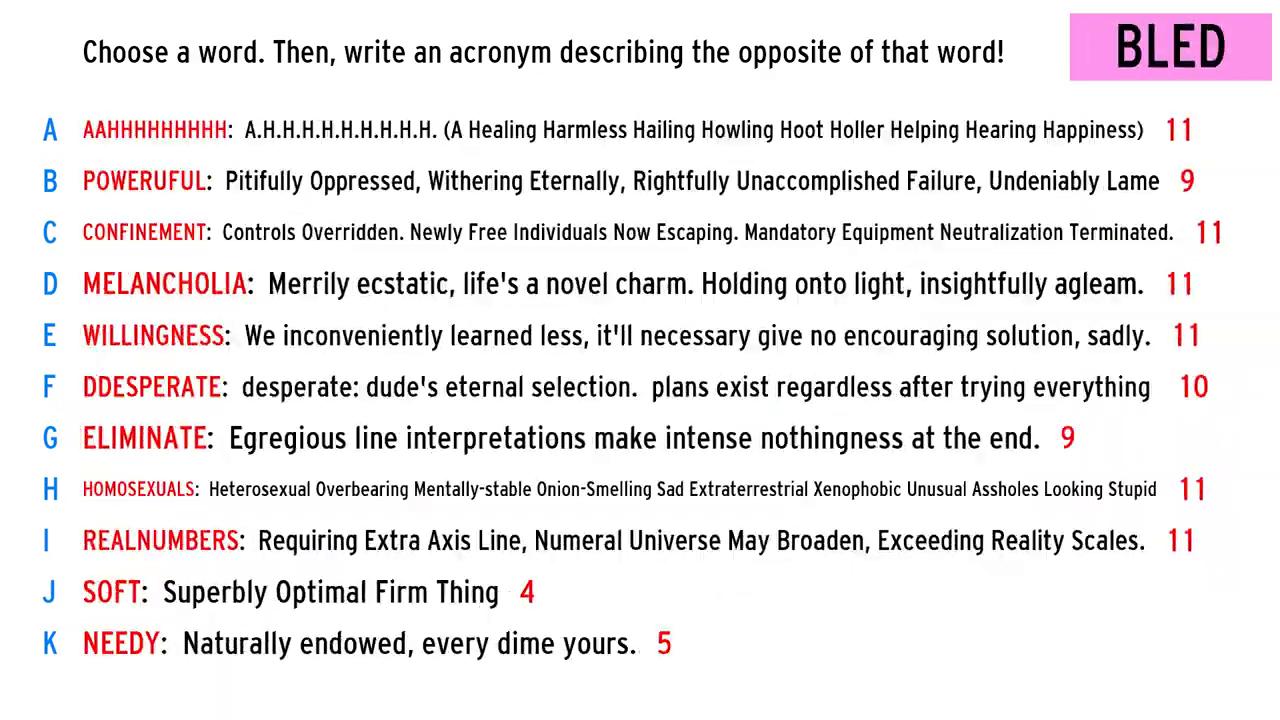 Choose a word. Then, write an acronym describing the opposite of that word!
BLED
A AAHHHHHHHHH: A.H.H.H.H.H.H.H.H.H. (A Healing Harmless Hailing Howling Hoot Holler Helping Hearing Happiness) 11
B POWERUFUL: Pitifully Oppressed, Withering Eternally, Rightfully Unaccomplished Failure, Undeniably Lame 9
C CONFINEMENT: Controls Overridden. Newly Free Individuals Now Escaping. Mandatory Equipment Neutralization Terminated. 11
D MELANCHOLIA: Merrily ecstatic, life's a novel charm. Holding onto light, insightfully agleam. 11
E WILLINGNESS: We inconveniently learned less, it'll necessary give no encouraging solution, sadly. 11
F DDESPERATE: desperate: dude's eternal selection. plans exist regardless after trying everything 10
G ELIMINATE: Egregious line interpretations make intense nothingness at the end. 9
H HOMOSEXUALS: Heterosexual Overbearing Mentally-stable Onion-Smelling Sad Extraterrestrial Xenophobic Unusual Assholes Looking Stupid 11
I REALNUMBERS: Requiring Extra Axis Line, Numeral Universe May Broaden, Exceeding Reality Scales. 11
J SOFT: Superbly Optimal Firm Thing 4
K NEEDY: Naturally endowed, every dime yours. 5